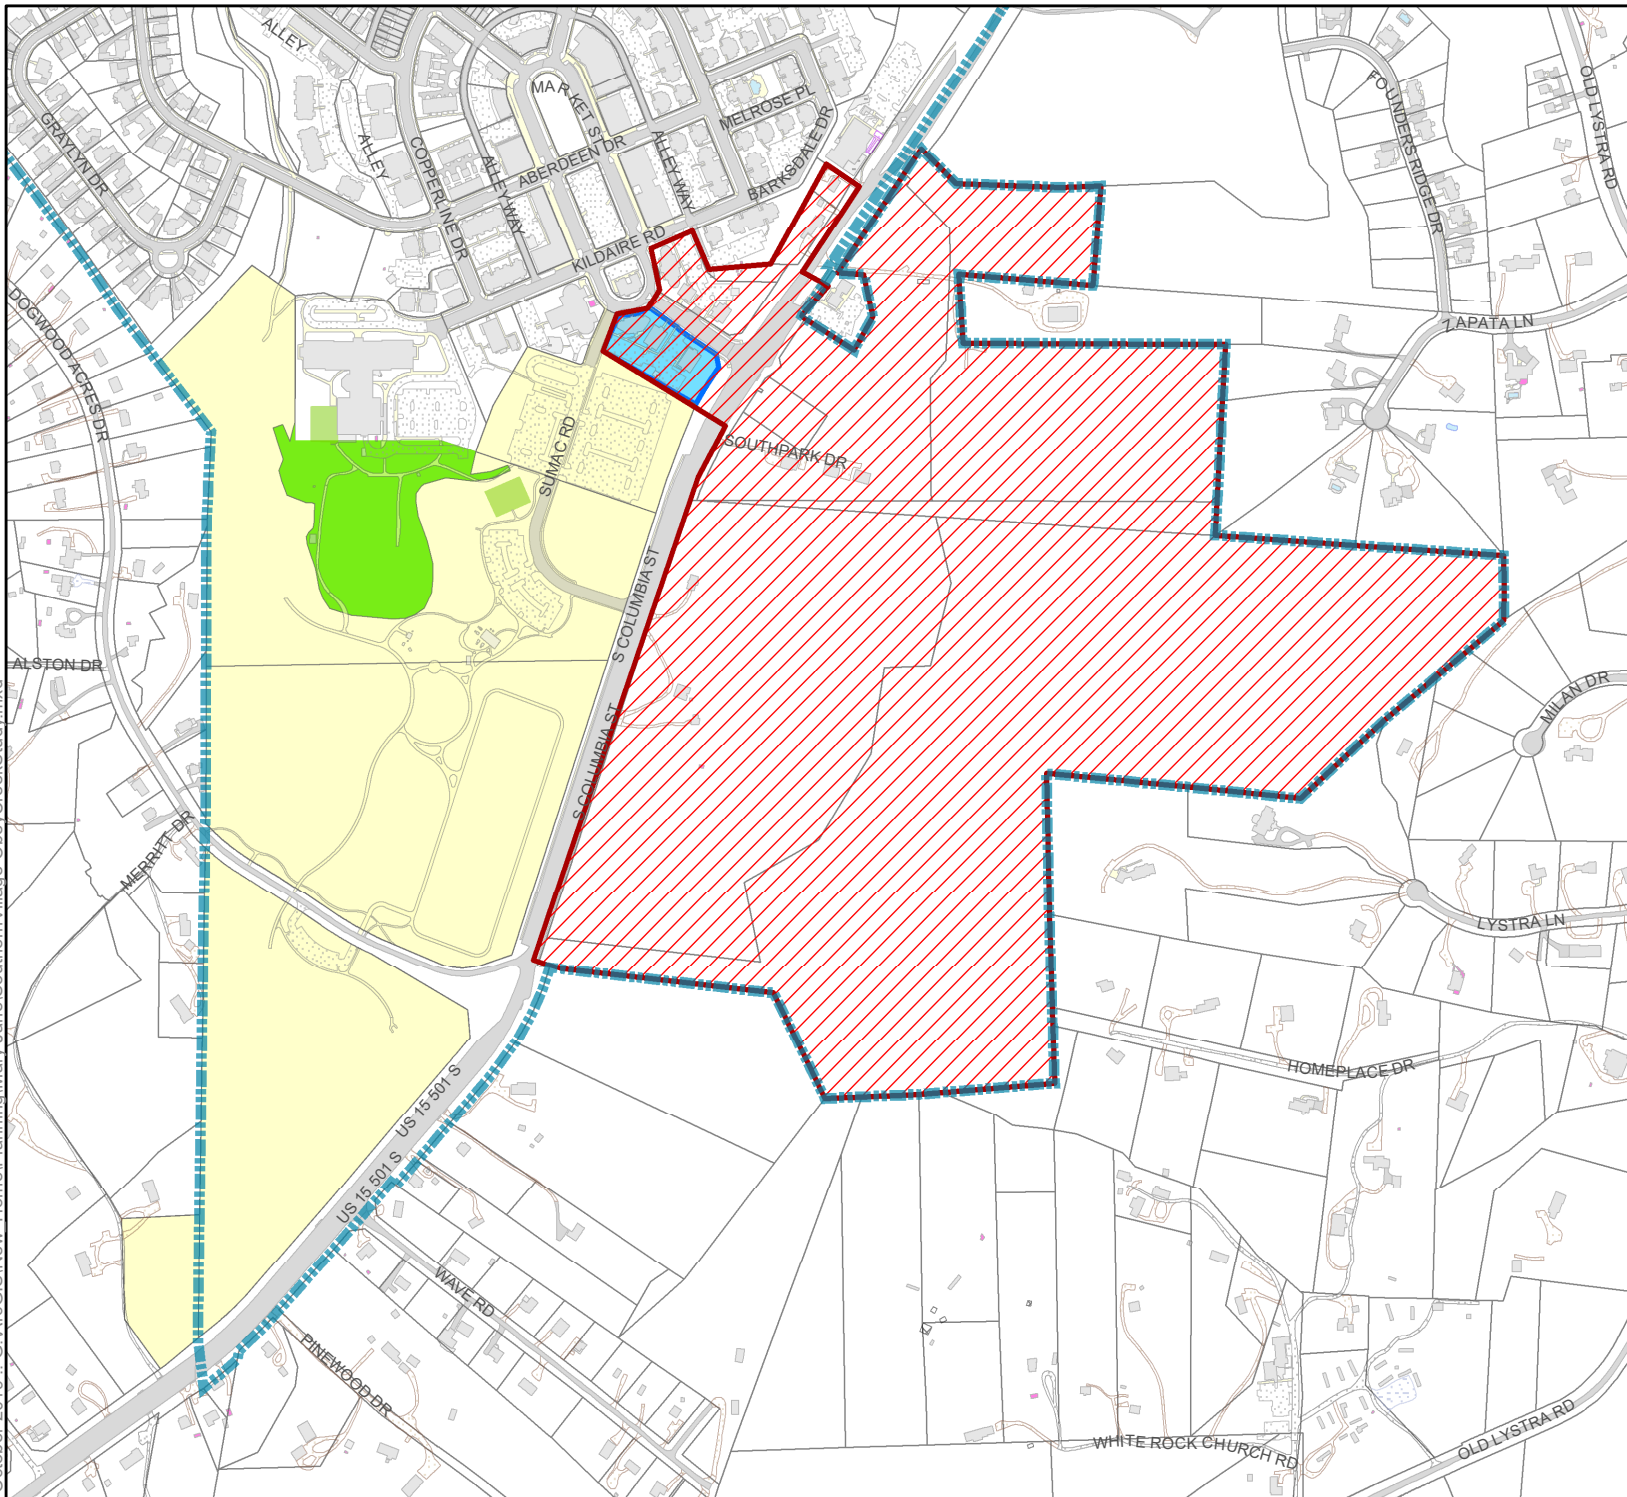 ALLEY
MARKET ST
MELROSE PL
FOUNDERS RIDGE DR
OLD LYSTRA RD
GRAYLYN DR
ALLEY
COPPERLINE DR
ALLEY WAY
ABERDEEN DR
ALLEY WAY
BARKSDALE DR
KILDAIRE RD
DOGWOOD ACRES DR
ZAPATA LN
SUMAC RD
SOUTHPARK DR
S COLUMBIA ST
ALSTON DR
MILAN DR
S COLUMBIA ST
MERRITT DR
LYSTRA LN
HOMEPLACE DR
US 15 501 S
US 15 501 S
WAVE RD
PINEWOOD DR
WHITE ROCK CHURCH RD
OLD LYSTRA RD